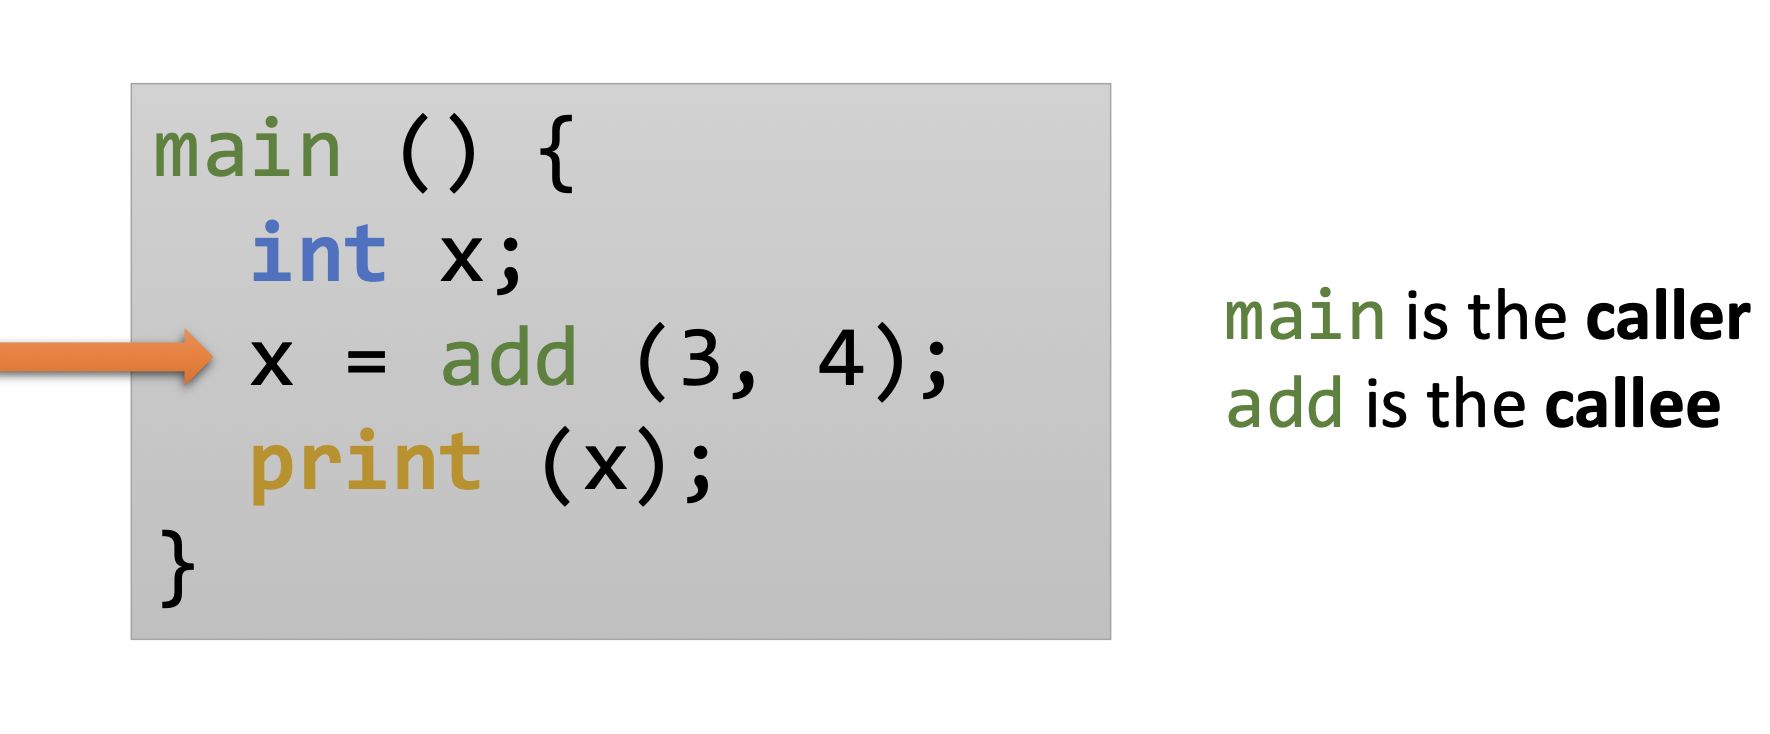 main () {
  int x;
  x = add (3, 4);
  print (x);
}
main is the caller
add is the callee